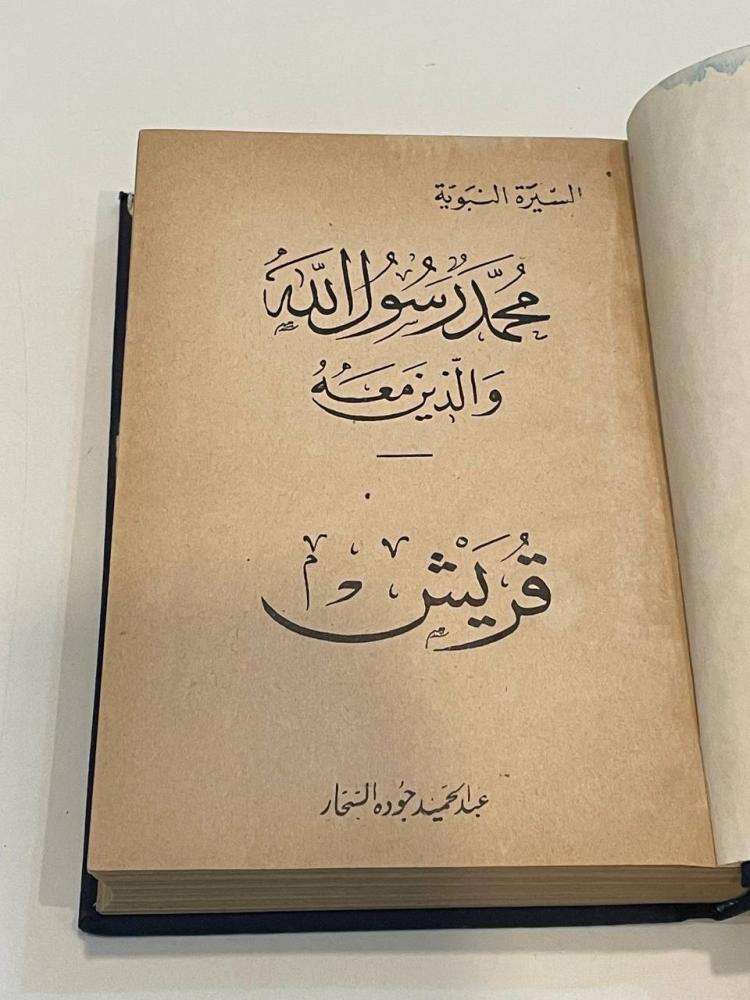 السيرة النبوية
محمد رسول الله
والذين معه
قريش
عبد الحميد جوده السحار